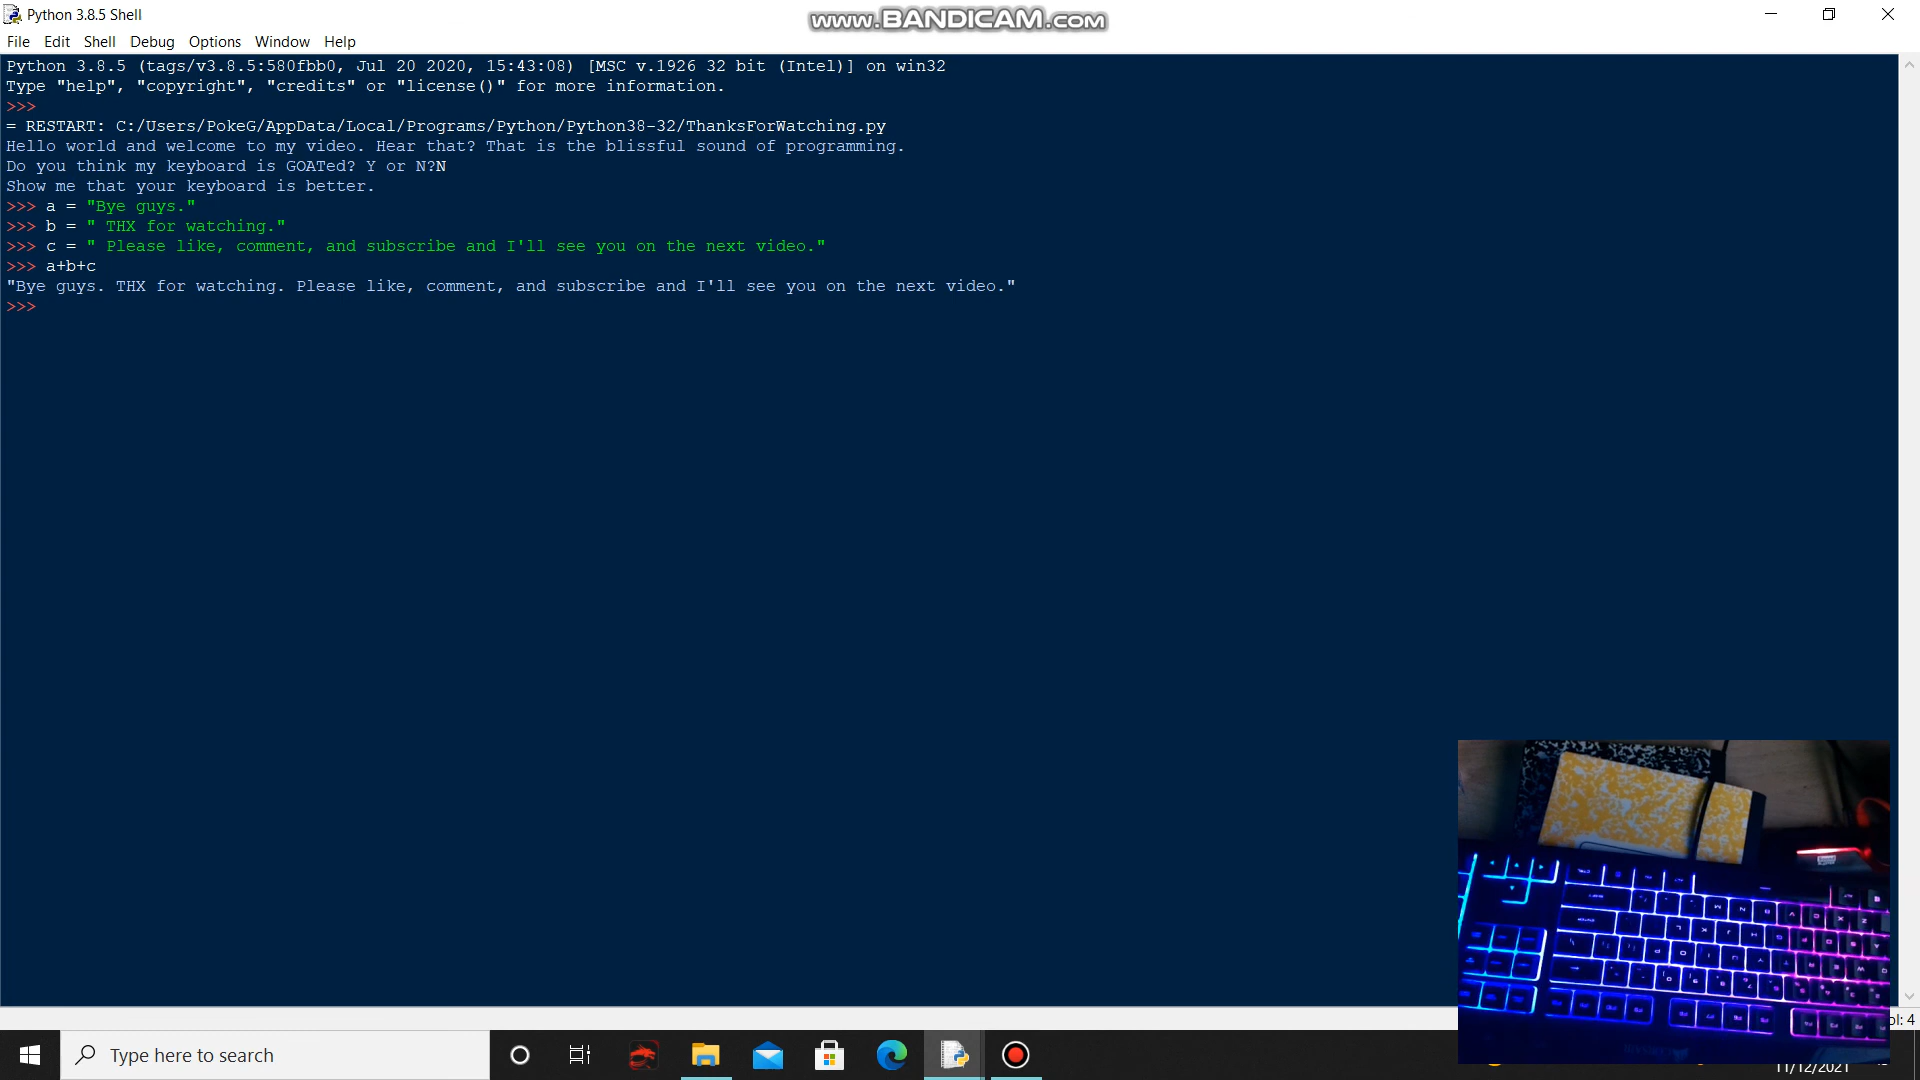 Python 3.8.5 Shell
www.BANDICAM.com
File Edit Shell Debug Options Window Help
Python 3.8.5 (tags/v3.8.5:580fbb0, Jul 20 2020, 15:43:08) [MSC v.1926 32 bit (Intel)] on win32
Type "help", "copyright", "credits" or "license()" for more information.
>>>
= RESTART: C:/Users/PokeG/AppData/Local/Programs/Python/Python38-32/ThanksForWatching.py
Hello world and welcome to my video. Hear that? That is the blissful sound of programming.
Do you think my keyboard is GOATed? Y or N?N
Show me that your keyboard is better.
>>> a = "Bye guys."
>>> b = " THX for watching."
>>> c = " Please like, comment, and subscribe and I'll see you on the next video."
>>> a+b+c
"Bye guys. THX for watching. Please like, comment, and subscribe and I'll see you on the next video."
>>>
ol: 4
Type here to search
11/12/2021